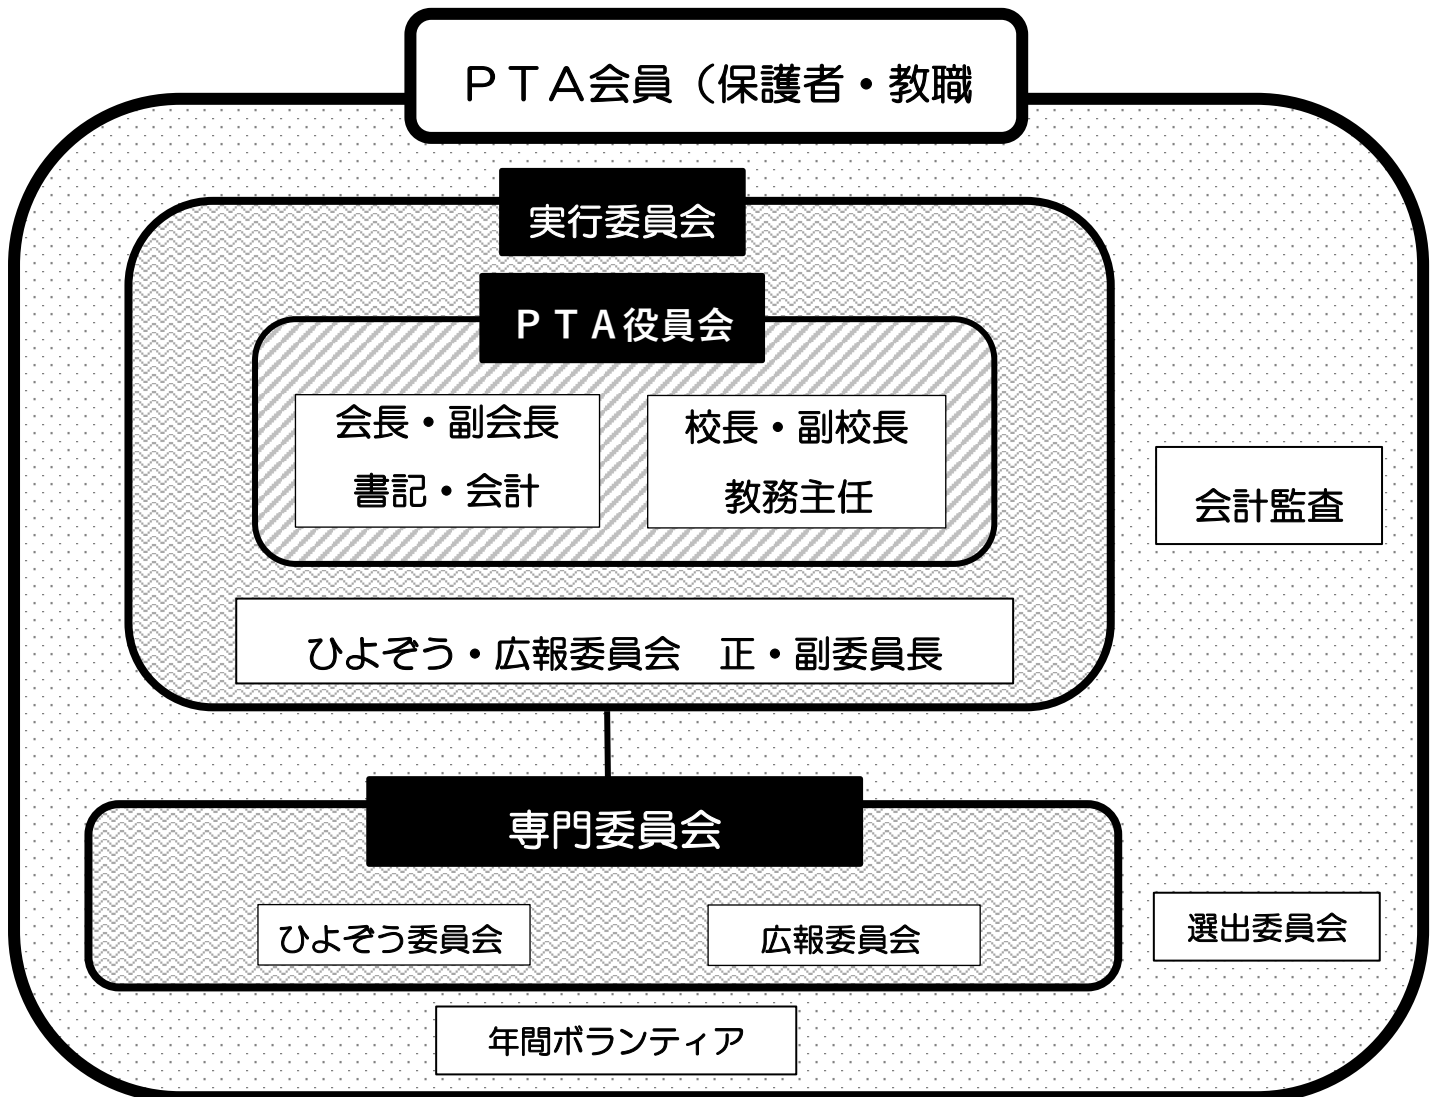 ＰＴＡ会員（保護者・教職
実行委員会
ＰＴＡ役員会
会長・副会長
書記・会計
校長・副校長
教務主任
会計監査
ひよぞう・広報委員会　正・副委員長
専門委員会
ひよぞう委員会
広報委員会
選出委員会
年間ボランティア